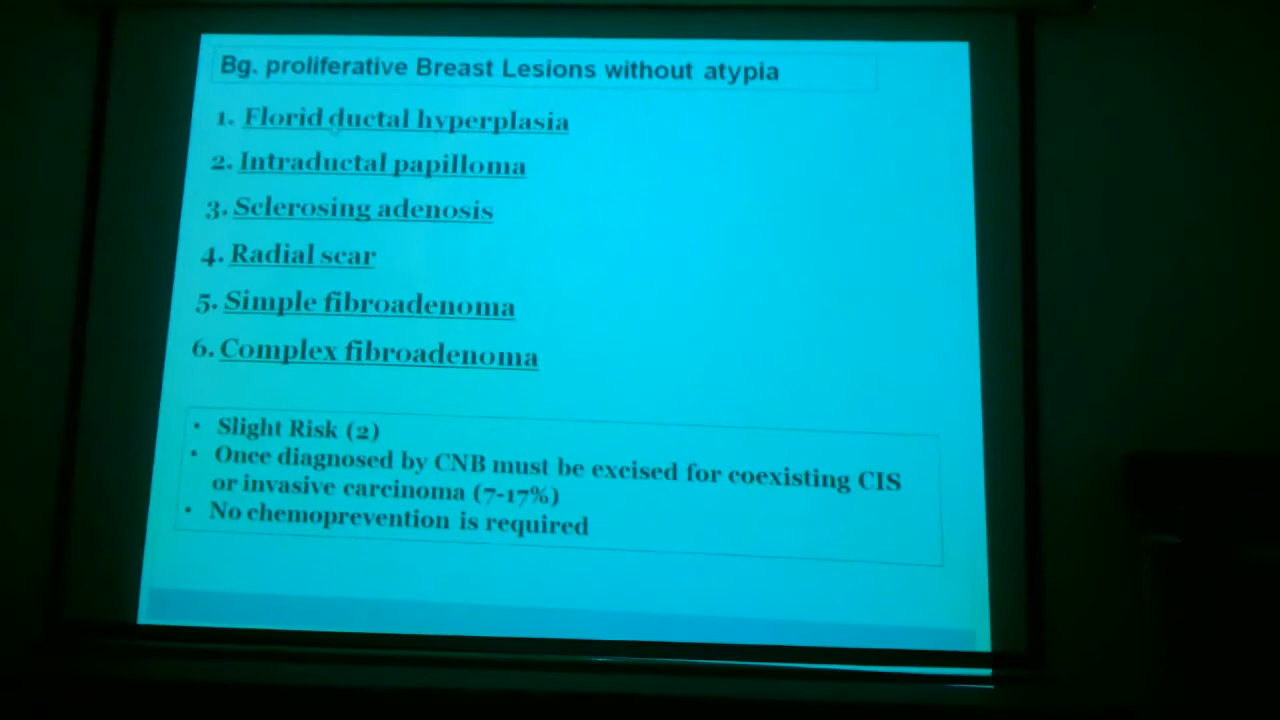 Bg. proliferative Breast Lesions without atypia
1. Florid ductal hyperplasia
2. Intraductal papilloma
3. Sclerosing adenosis
4. Radial scar
5. Simple fibroadenoma
6. Complex fibroadenoma
• Slight Risk (2)
• Once diagnosed by CNB must be excised for coexisting CIS
or invasive carcinoma (7-17%)
• No chemoprevention is required